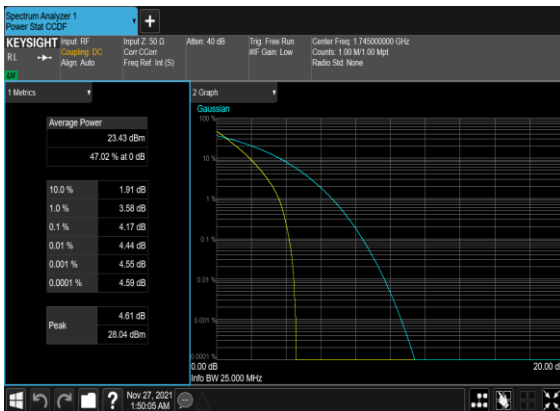 Spectrum Analyzer 1
Power Stat CCDF
KEYSIGHT
Input: RF
Input Z: 50 Ω
Atten: 40 dB
Trig: Free Run
Center Freq: 1.745000000 GHz
RL
Coupling: DC
Corr CCorr
#IF Gain: Low
Counts: 1.00 M/1.00 Mpt
Align: Auto
Freq Ref: Int (S)
Radio Std: None
1 Metrics
Average Power
23.43 dBm
47.02 % at 0 dB
10.0 % 1.91 dB
1.0 % 3.58 dB
0.1 % 4.17 dB
0.01 % 4.44 dB
0.001 % 4.55 dB
0.0001 % 4.59 dB
Peak
4.61 dB
28.04 dBm
2 Graph
Gaussian
100 %
10 %
1 %
0.1 %
0.01 %
0.001 %
0.0001 %
0.00 dB
20.00 d
Info BW 25.000 MHz
?
Nov 27, 2021
1:50:05 AM